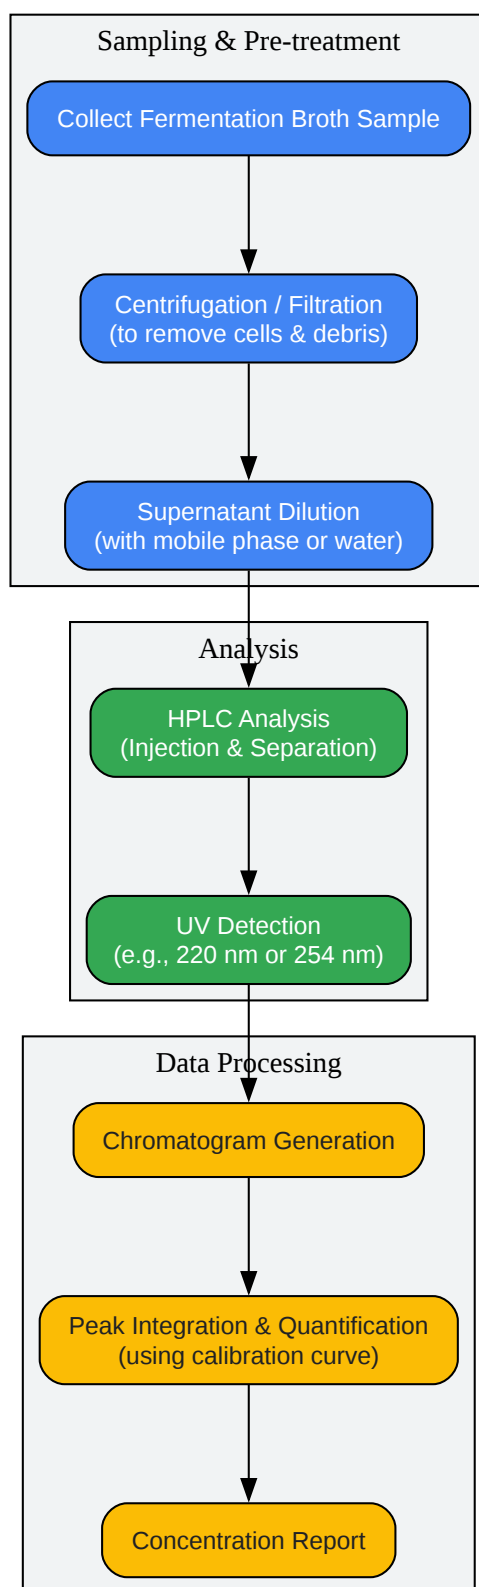 Sampling & Pre-treatment
Collect Fermentation Broth Sample
Centrifugation / Filtration
(to remove cells & debris)
Supernatant Dilution
(with mobile phase or water)
Analysis
HPLC Analysis
(Injection & Separation)
UV Detection
(e.g., 220 nm or 254 nm)
Data Processing
Chromatogram Generation
Peak Integration & Quantification
(using calibration curve)
Concentration Report